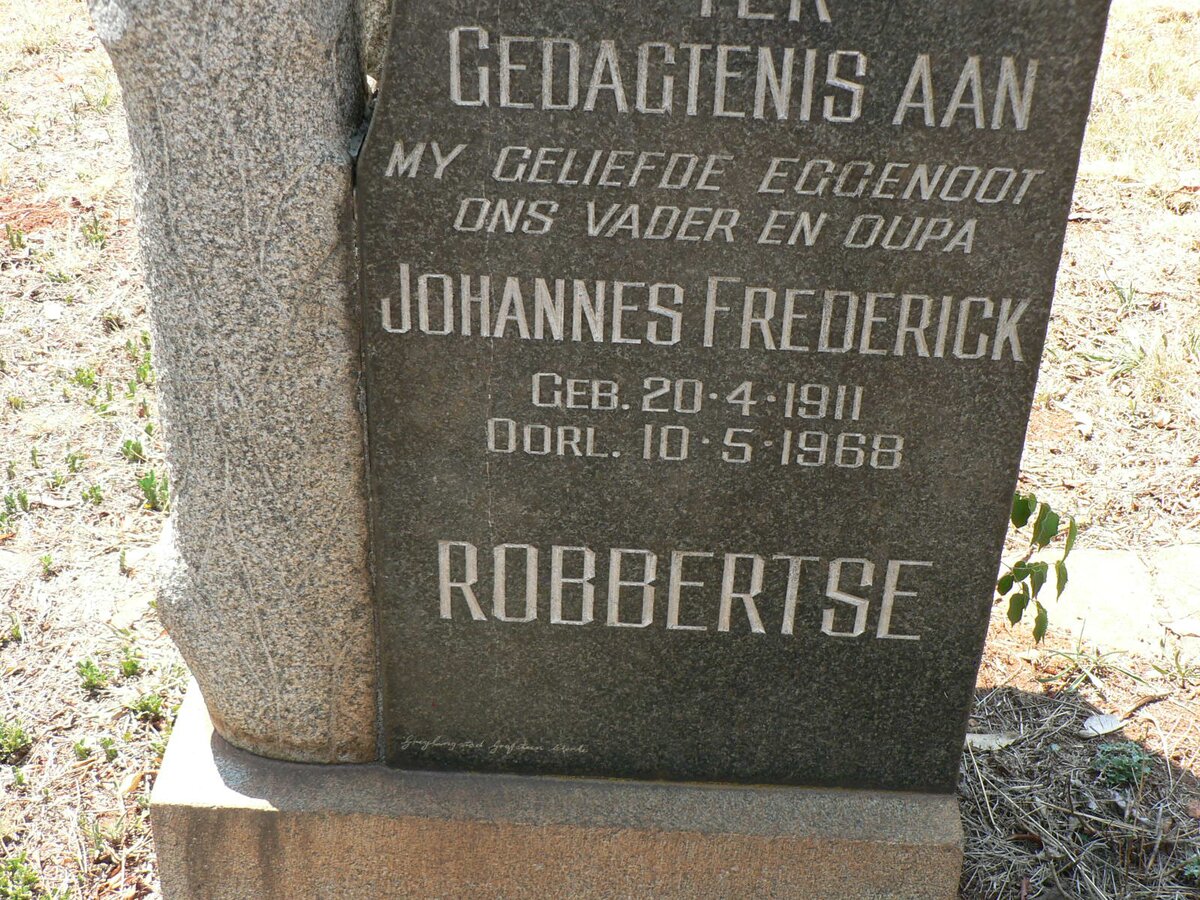 TER
GEDAGTENIS AAN
MY GELIEFDE EGGENOOT
ONS VADER EN OUPA
JOHANNES FREDERICK
GEB. 20·4·1911
OORL. 10·5·1968
ROBBERTSE